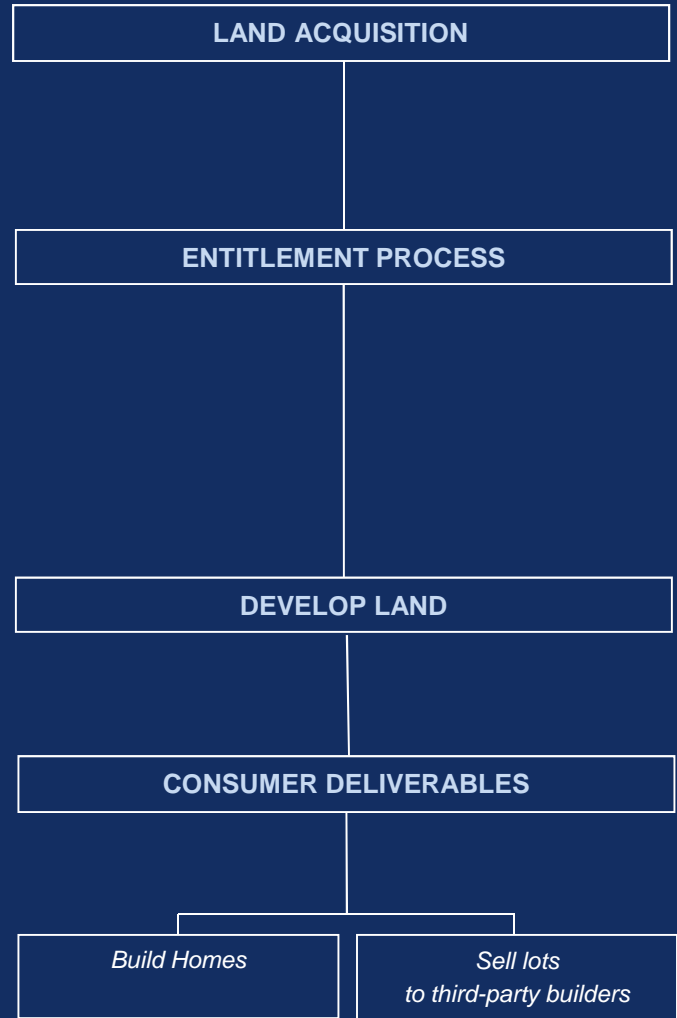 LAND ACQUISITION
ENTITLEMENT PROCESS
DEVELOP LAND
CONSUMER DELIVERABLES
Build Homes
Sell lots
to third-party builders